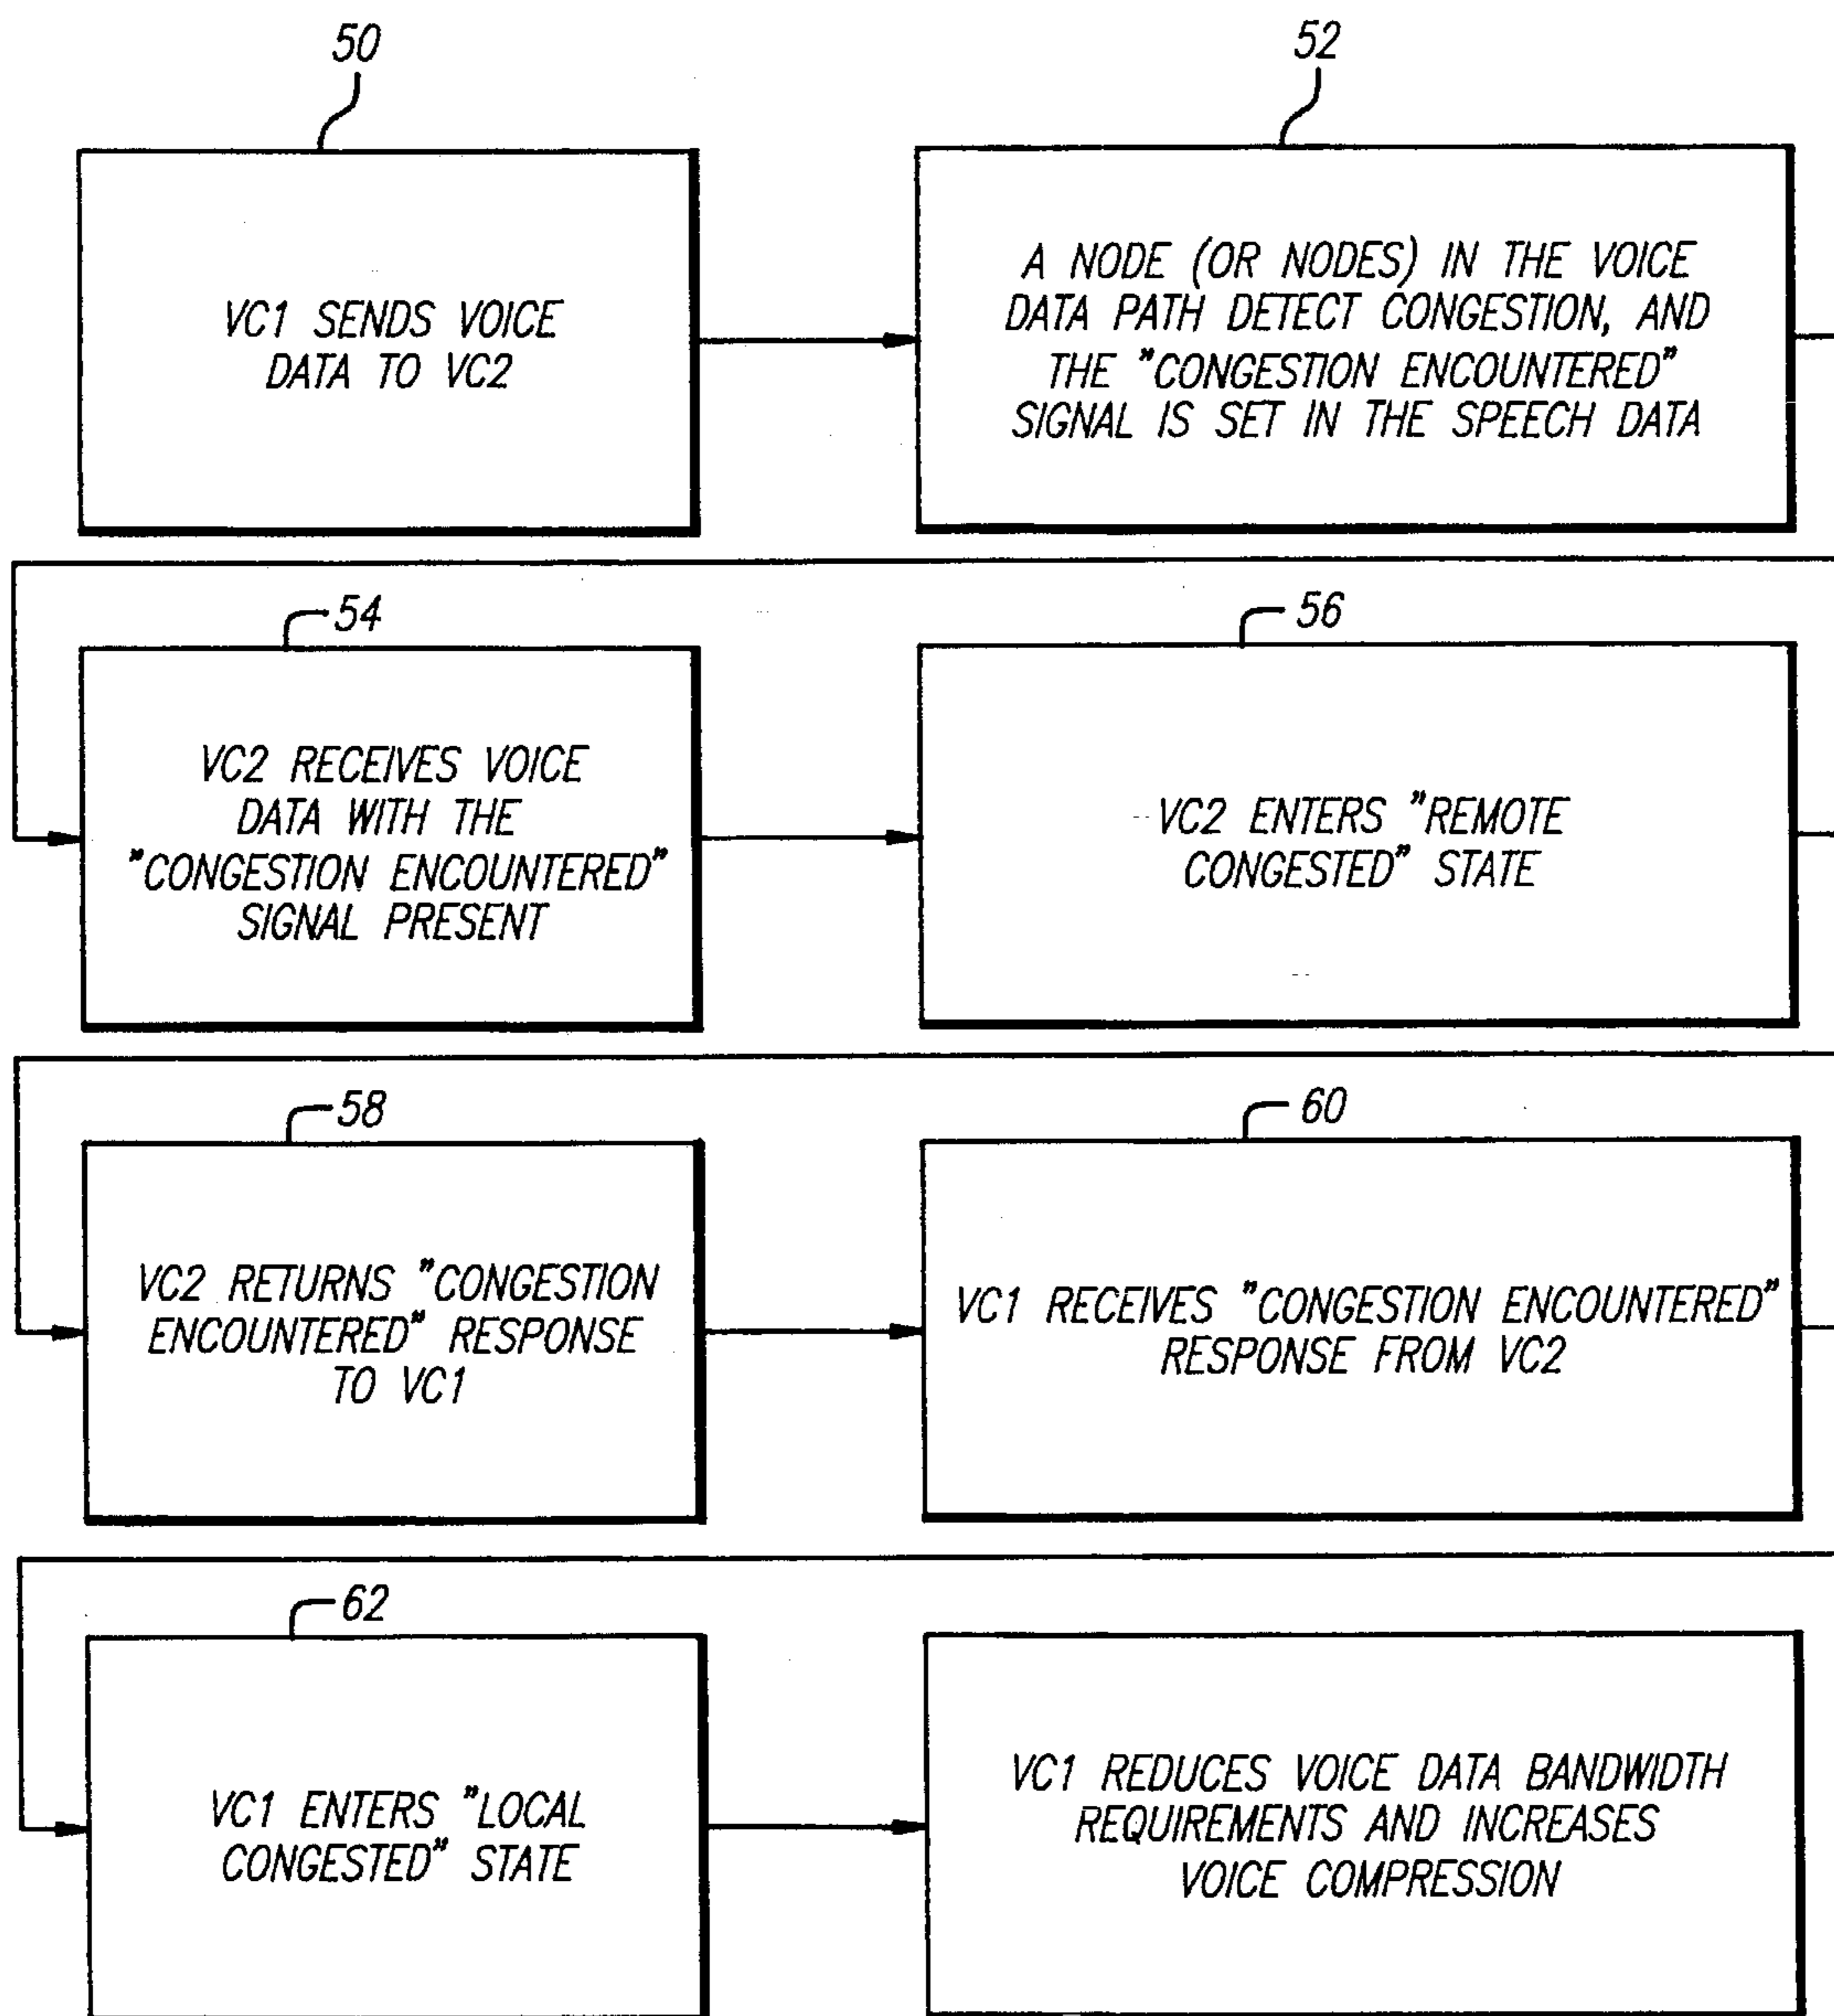 50
VC1 SENDS VOICE
DATA TO VC2
52
A NODE (OR NODES) IN THE VOICE
DATA PATH DETECT CONGESTION, AND
THE "CONGESTION ENCOUNTERED"
SIGNAL IS SET IN THE SPEECH DATA
54
VC2 RECEIVES VOICE
DATA WITH THE
"CONGESTION ENCOUNTERED"
SIGNAL PRESENT
56
VC2 ENTERS "REMOTE
CONGESTED" STATE
58
VC2 RETURNS "CONGESTION
ENCOUNTERED" RESPONSE
TO VC1
60
VC1 RECEIVES "CONGESTION ENCOUNTERED"
RESPONSE FROM VC2
62
VC1 ENTERS "LOCAL
CONGESTED" STATE
VC1 REDUCES VOICE DATA BANDWIDTH
REQUIREMENTS AND INCREASES
VOICE COMPRESSION